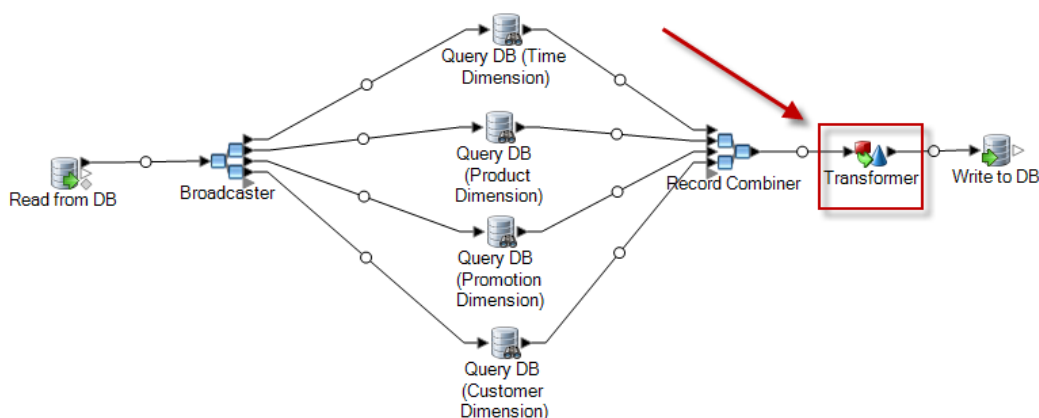 Query DB (Time
Dimension)
Query DB
(Product
Dimension)
Read from DB
Broadcaster
Record Combiner
Transformer
Write to DB
Query DB
(Promotion
Dimension)
Query DB
(Customer
Dimension)